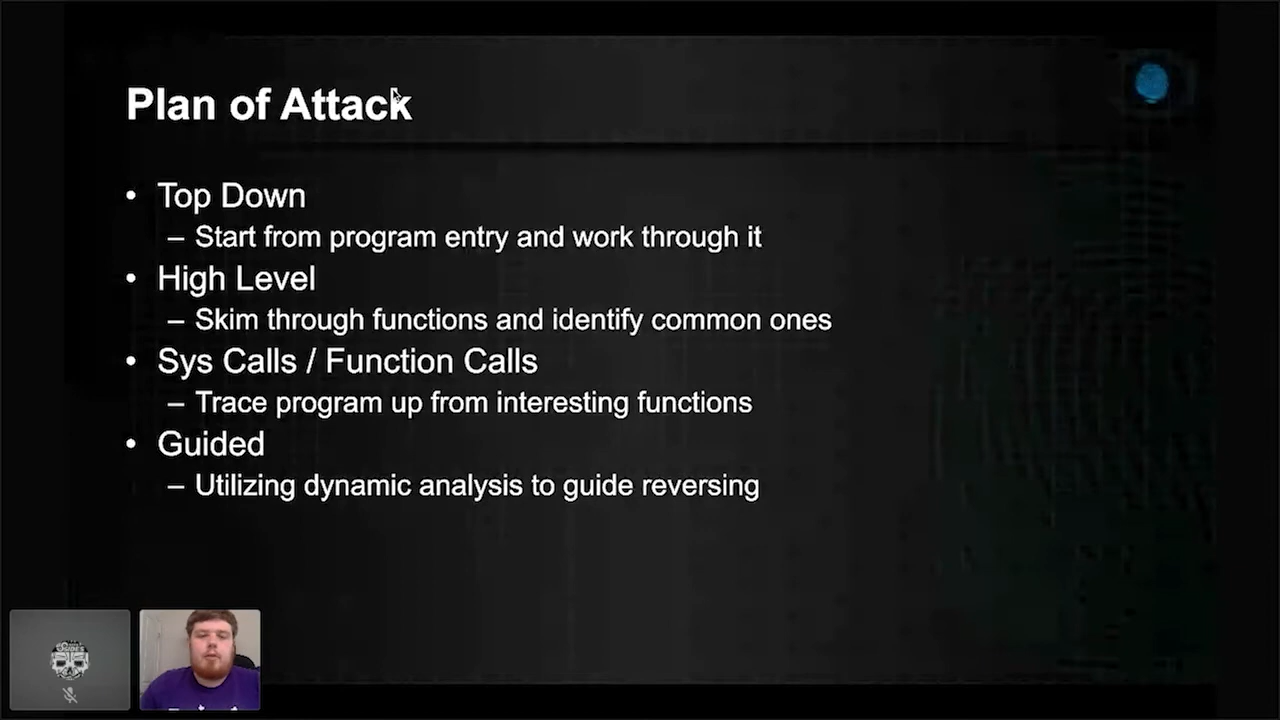 Plan of Attack
• Top Down
– Start from program entry and work through it
• High Level
– Skim through functions and identify common ones
• Sys Calls / Function Calls
– Trace program up from interesting functions
• Guided
– Utilizing dynamic analysis to guide reversing